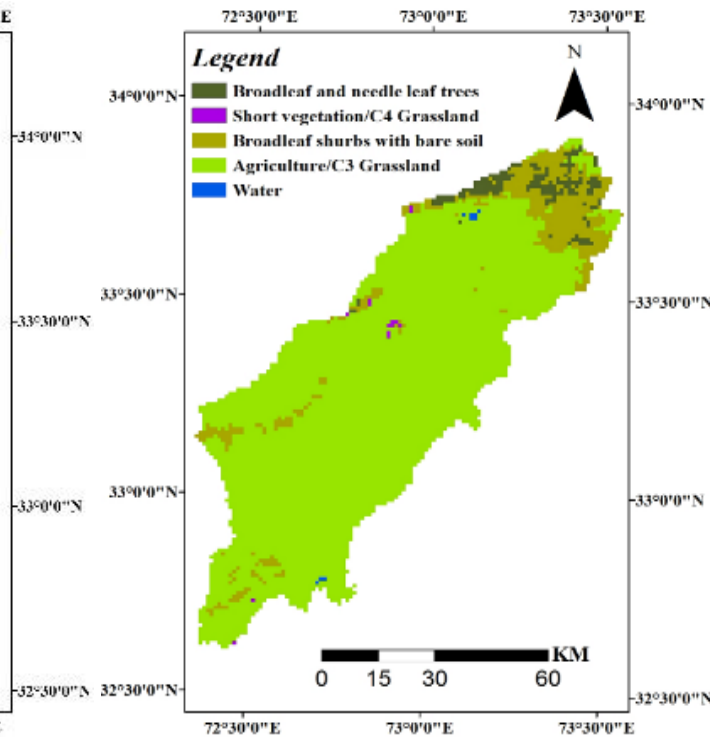 E
72°30'0"E
73°0'0"E
73°30'0"E
Legend
N
Broadleaf and needle leaf trees
Short vegetation/C4 Grassland
Broadleaf shurbs with bare soil
Agriculture/C3 Grassland
Water
34°0'0"N
34°0'0"N
34°0'0"N
33°30'0"N
33°30'0"N
33°30'0"N
33°0'0"N
33°0'0"N
33°0'0"N
KM
0 15 30 60
32°30'0"N
32°30'0"N
32°30'0"N
72°30'0"E
73°0'0"E
73°30'0"E